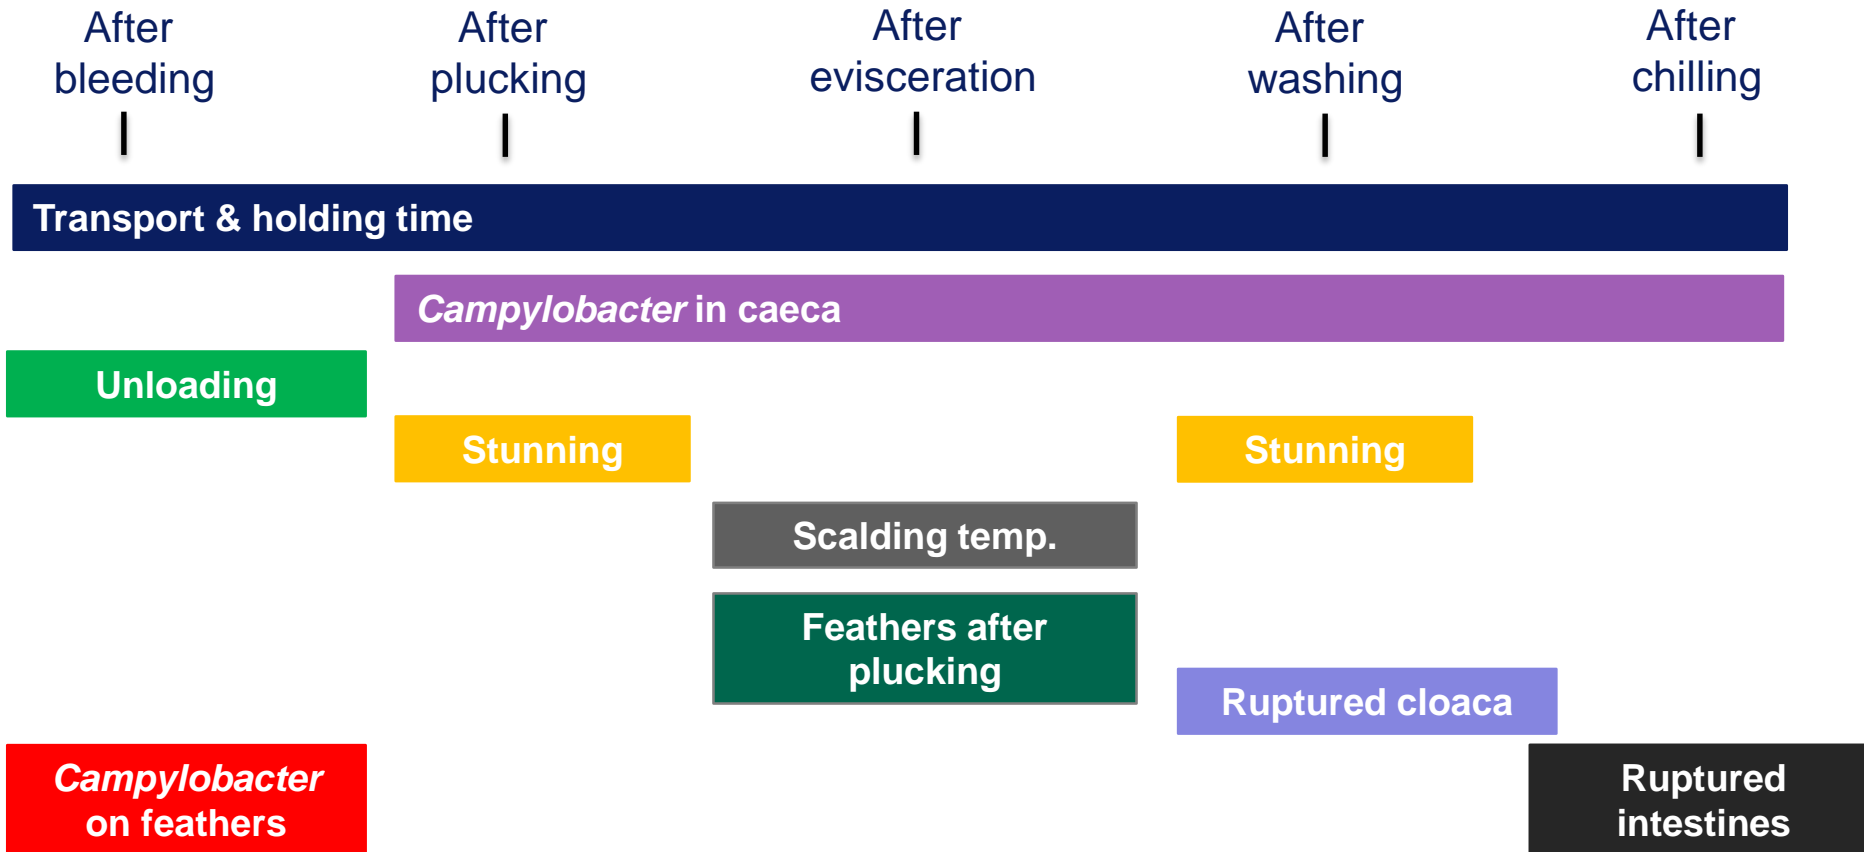 After
bleeding
After
plucking
After
evisceration
After
washing
After
chilling
Transport & holding time
Campylobacter in caeca
Unloading
Stunning
Stunning
Scalding temp.
Feathers after
plucking
Ruptured cloaca
Campylobacter
on feathers
Ruptured
intestines